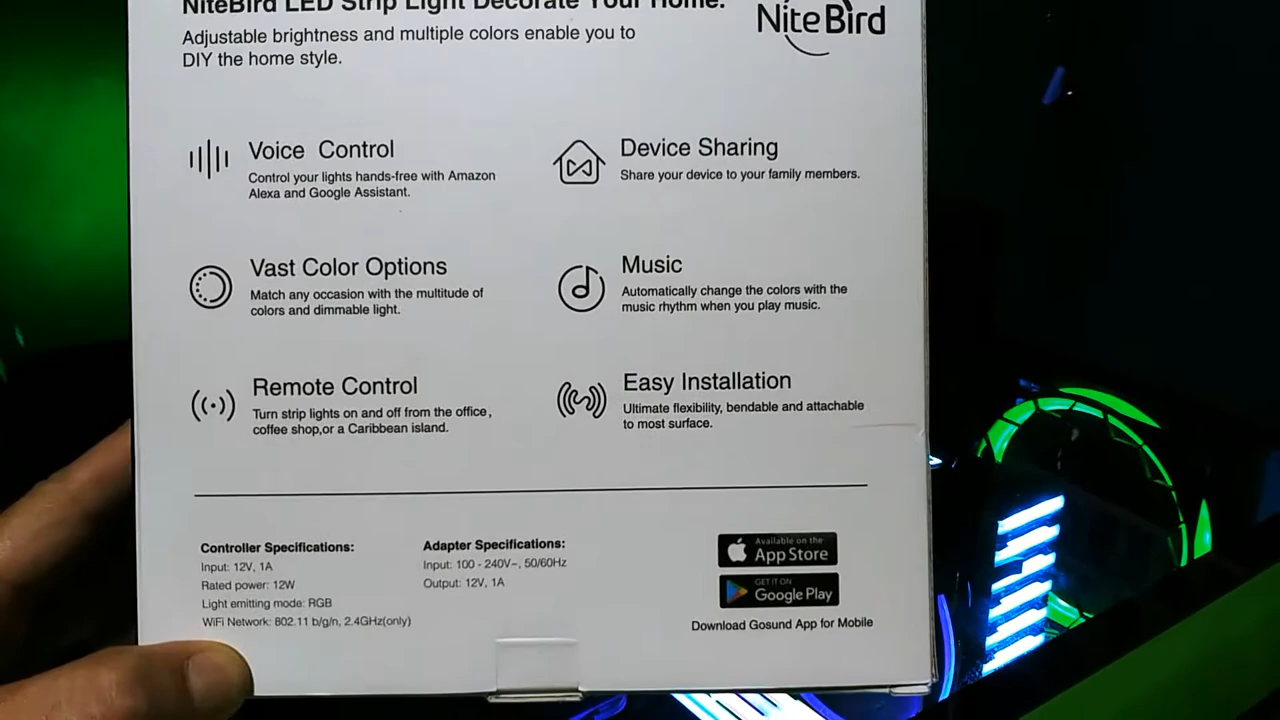 NiteBird LED Strip Light Decorate Your Home.
Adjustable brightness and multiple colors enable you to
DIY the home style.
Nite Bird
Voice Control
Control your lights hands-free with Amazon
Alexa and Google Assistant.
Device Sharing
Share your device to your family members.
Vast Color Options
Match any occasion with the multitude of
colors and dimmable light.
Music
Automatically change the colors with the
music rhythm when you play music.
Remote Control
Turn strip lights on and off from the office,
coffee shop,or a Caribbean island.
Easy Installation
Ultimate flexibility, bendable and attachable
to most surface.
Controller Specifications:
Input: 12V, 1A
Rated power: 12W
Light emitting mode: RGB
WiFi Network: 802.11 b/g/n, 2.4GHz(only)
Adapter Specifications:
Input: 100 - 240V~, 50/60Hz
Output: 12V, 1A
Available on the
App Store
GET IT ON
Google Play
Download Gosund App for Mobile